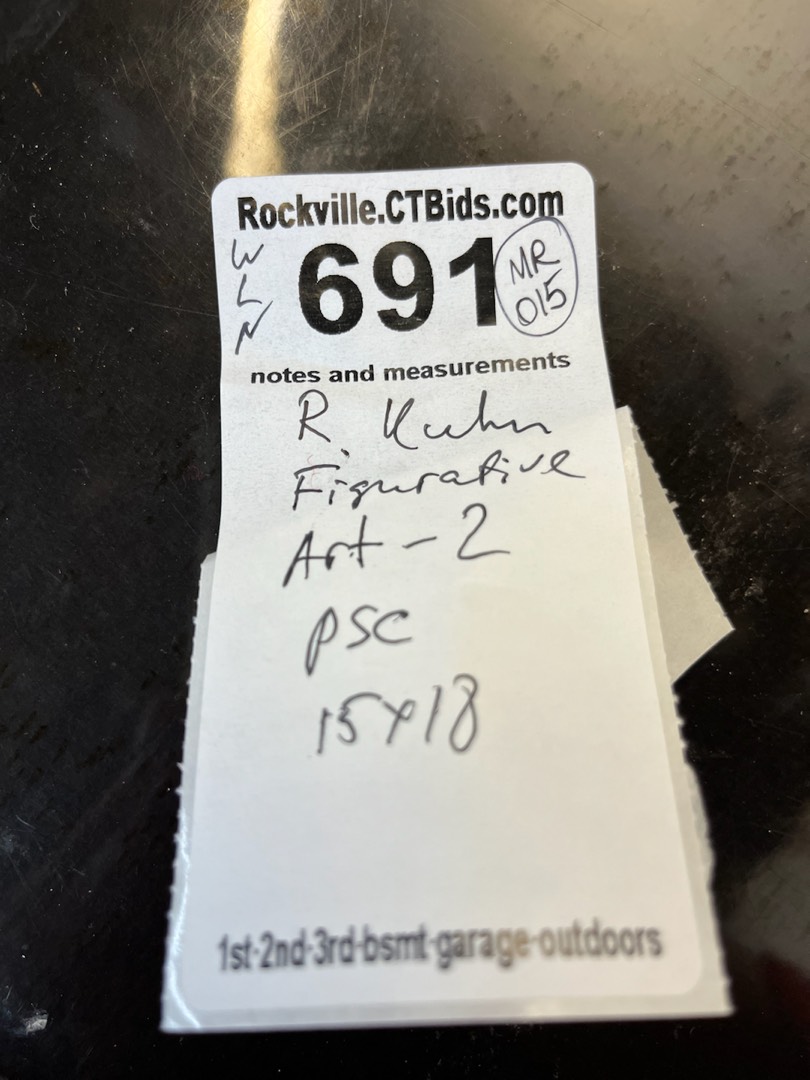 Rockville.CTBids.com
W
L
N
691
MR
015
notes and measurements
R. Kuhn
Figurative
Art - 2
psc
15x18
1st-2nd-3rd-bsmt-garage-outdoors